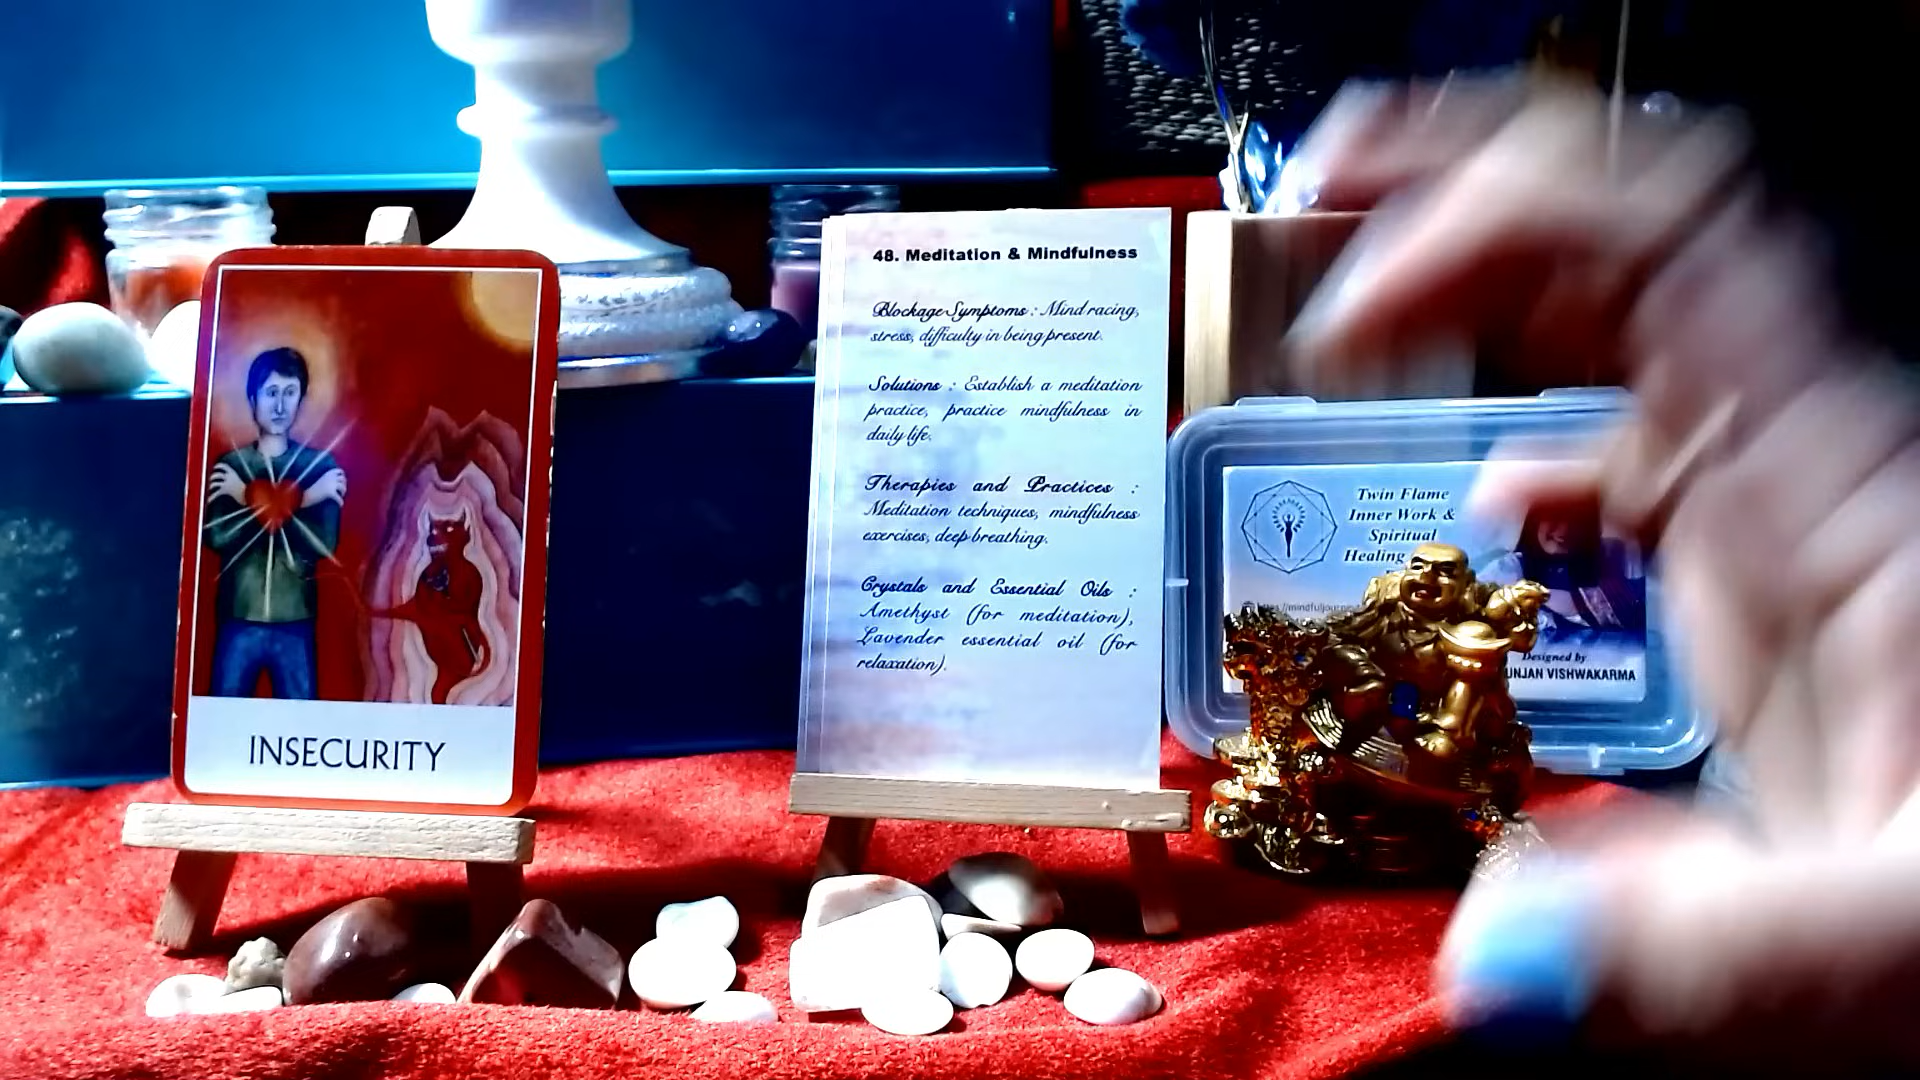 INSECURITY
48. Meditation & Mindfulness
Blockage Symptoms : Mind racing,
stress, difficulty in being present.
Solutions : Establish a meditation
practice, practice mindfulness in
daily life.
Therapies and Practices :
Meditation techniques, mindfulness
exercises, deep breathing.
Crystals and Essential Oils :
Amethyst (for meditation),
Lavender essential oil (for
relaxation).
Twin Flame
Inner Work &
Spiritual
Healing
Designed by
UNJAN VISHWAKARMA